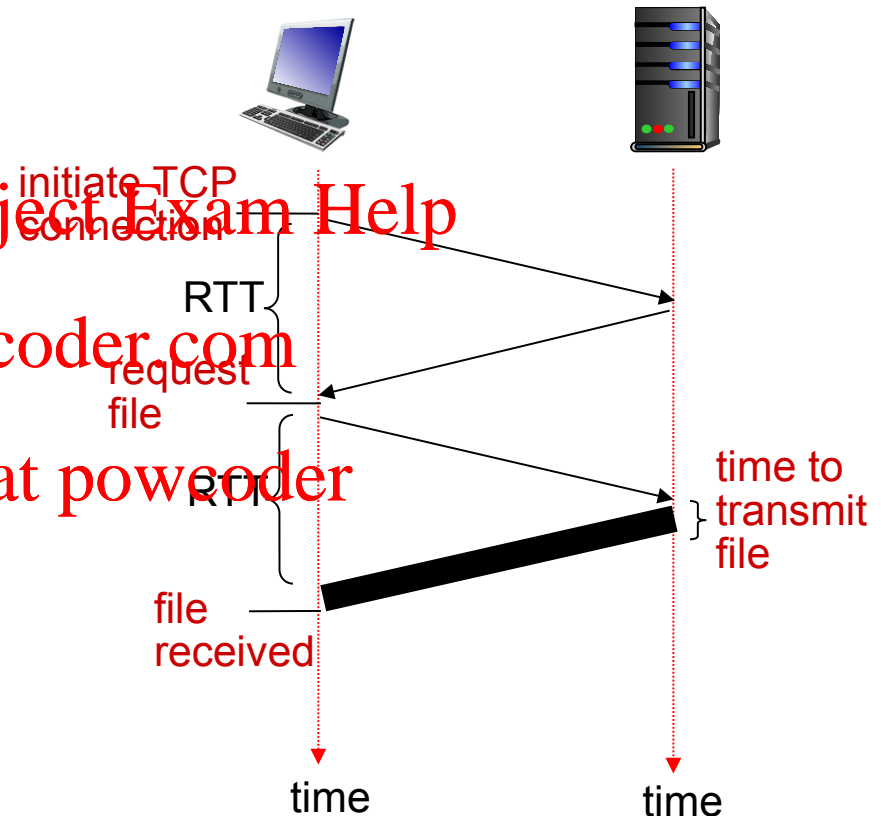 initiate TCP
connection
ject Exam Help
RTT
coder.com
request
file
at powcoder
RTT
time to
transmit
file
file
received
time
time